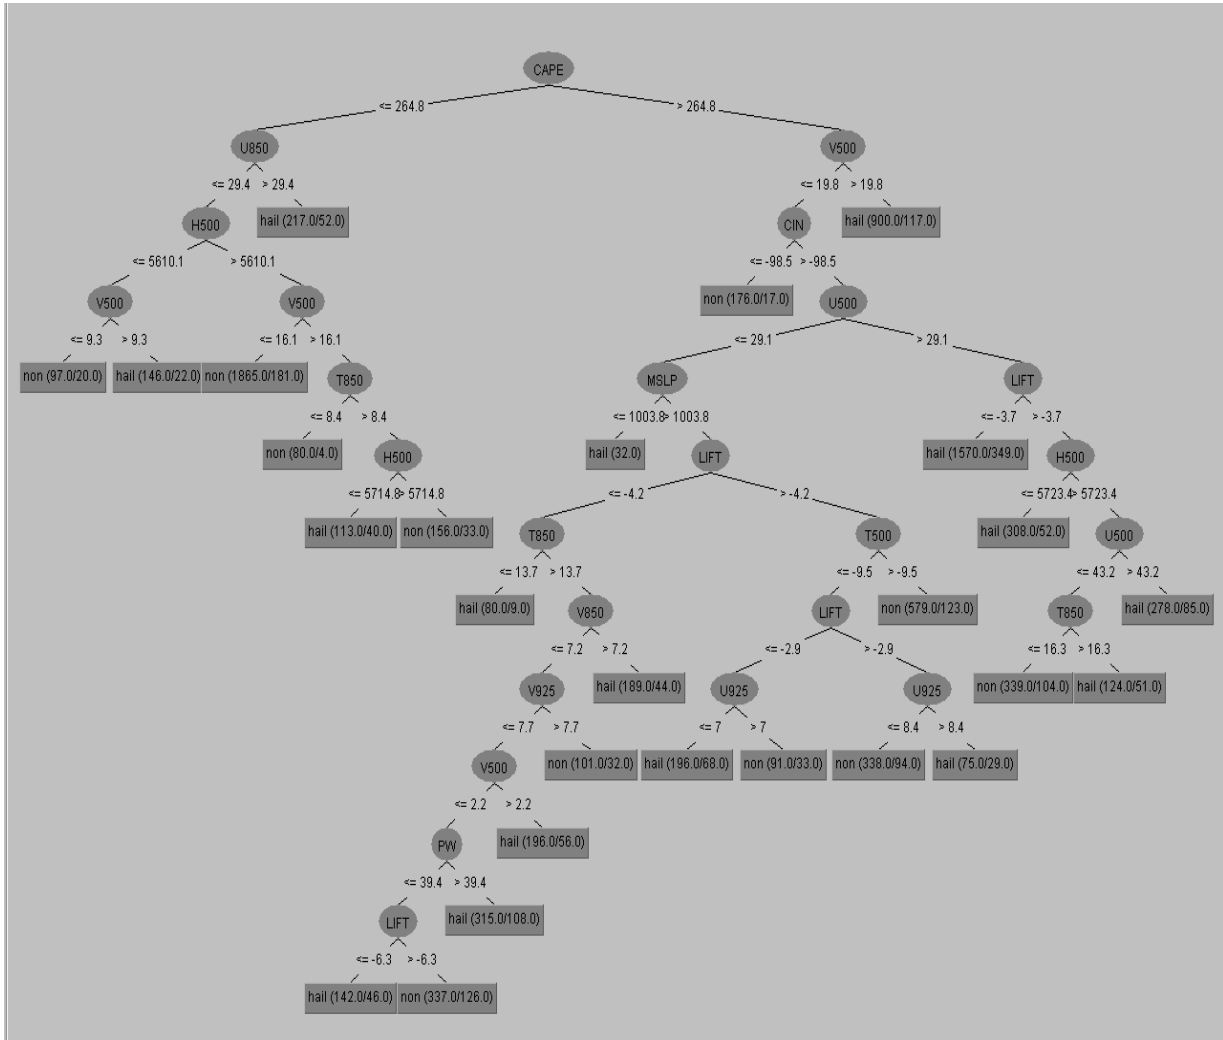 CAPE
<= 264.8 > 264.8
U850 V500
<= 29.4 > 29.4 <= 19.8 > 19.8
H500 hail (217.0/52.0) CIN hail (900.0/117.0)
<= 5610.1 > 5610.1 <= -98.5 > -98.5
V500 V500 non (176.0/17.0) U500
<= 9.3 > 9.3 <= 16.1 > 16.1 <= 29.1 > 29.1
non (97.0/20.0) hail (146.0/22.0) non (1865.0/181.0) T850 MSLP LIFT
<= 8.4 > 8.4 <= 1003.8 > 1003.8 <= -3.7 > -3.7
non (80.0/4.0) H500 hail (32.0) LIFT hail (1570.0/349.0) H500
<= 5714.8 > 5714.8 <= -4.2 > -4.2 <= 5723.4 > 5723.4
hail (113.0/40.0) non (156.0/33.0) T850 T500 hail (308.0/52.0) U500
<= 13.7 > 13.7 <= -9.5 > -9.5 <= 43.2 > 43.2
hail (80.0/9.0) V850 LIFT non (579.0/123.0) T850 hail (278.0/85.0)
<= 7.2 > 7.2 <= -2.9 > -2.9 <= 16.3 > 16.3
V925 hail (189.0/44.0) U925 U925 non (339.0/104.0) hail (124.0/51.0)
<= 7.7 > 7.7 <= 7 > 7 <= 8.4 > 8.4
V500 non (101.0/32.0) hail (196.0/68.0) non (91.0/33.0) non (338.0/94.0) hail (75.0/29.0)
<= 2.2 > 2.2
PW hail (196.0/56.0)
<= 39.4 > 39.4
LIFT hail (315.0/108.0)
<= -6.3 > -6.3
hail (142.0/46.0) non (337.0/126.0)